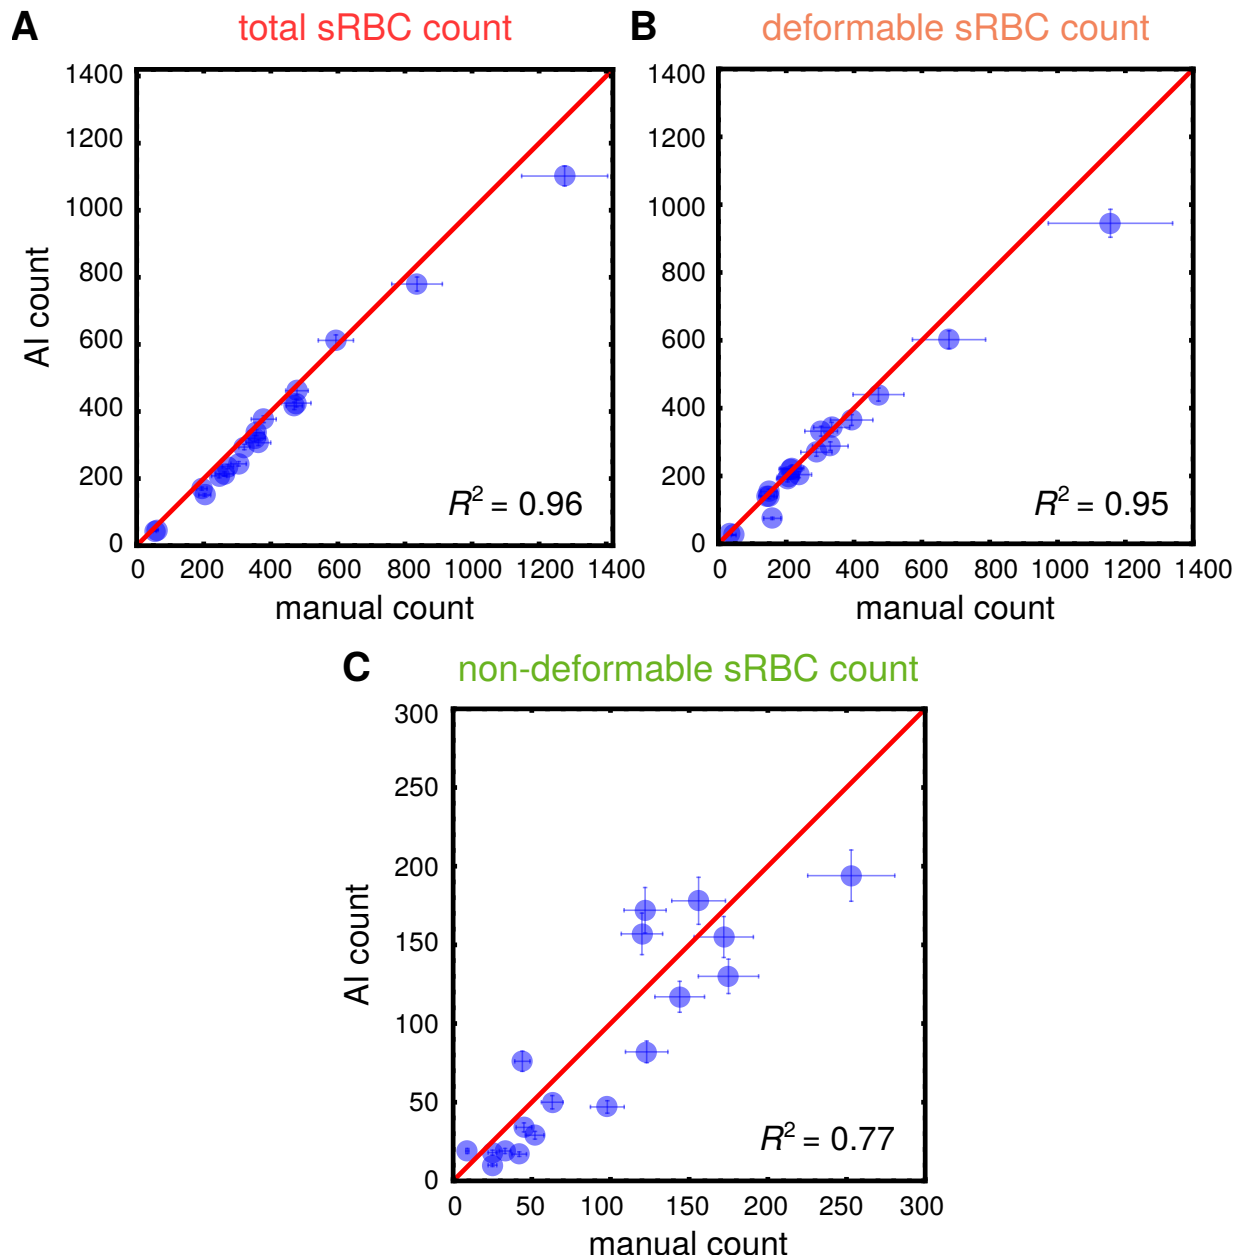 A total sRBC count
1400
1200
1000
800
600
400
200
0
AI count
R² = 0.96
0 200 400 600 800 1000 1200 1400
manual count
B deformable sRBC count
1400
1200
1000
800
600
400
200
0
R² = 0.95
0 200 400 600 800 1000 1200 1400
manual count
C non-deformable sRBC count
300
250
200
150
100
50
0
AI count
R² = 0.77
0 50 100 150 200 250 300
manual count